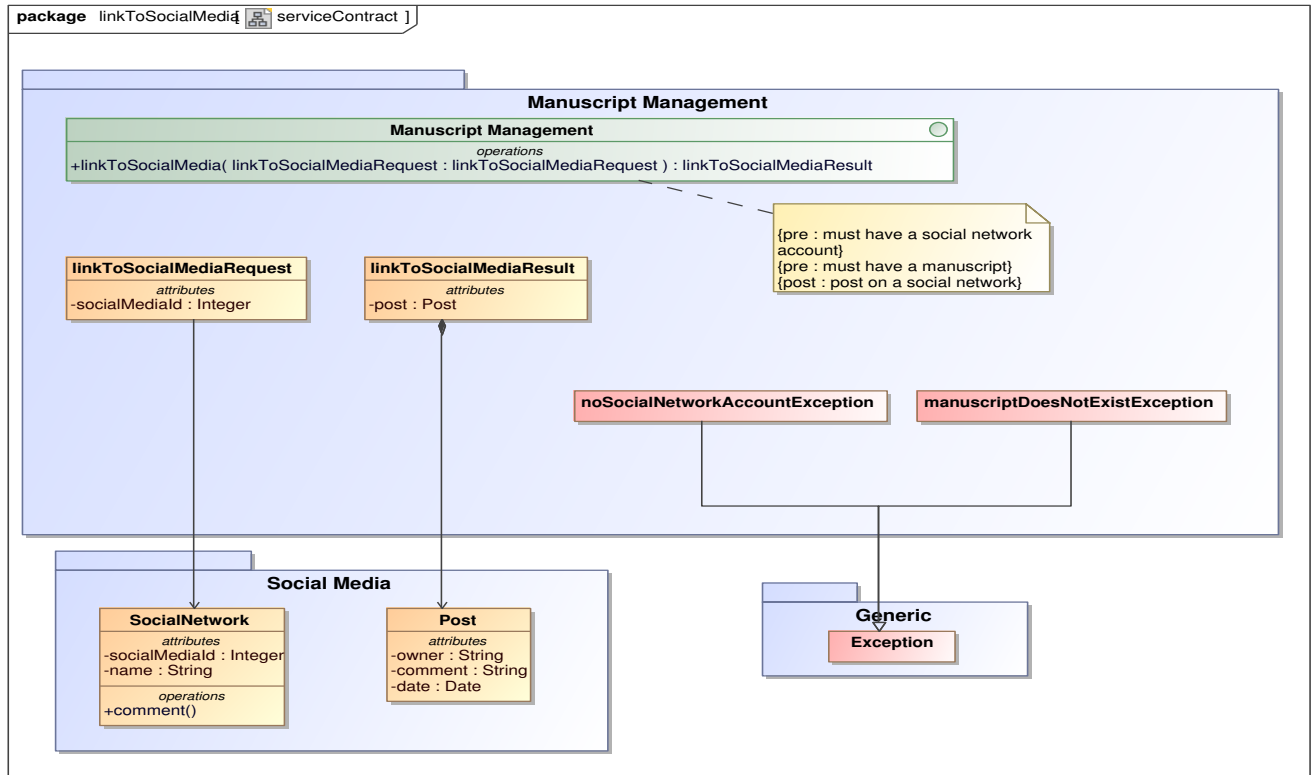 package linkToSocialMedia[ serviceContract ]
Manuscript Management
Manuscript Management
operations
+linkToSocialMedia( linkToSocialMediaRequest : linkToSocialMediaRequest ) : linkToSocialMediaResult
{pre : must have a social network
account}
{pre : must have a manuscript}
{post : post on a social network}
linkToSocialMediaRequest
attributes
-socialMediaId : Integer
linkToSocialMediaResult
attributes
-post : Post
noSocialNetworkAccountException
manuscriptDoesNotExistException
Social Media
SocialNetwork
attributes
-socialMediaId : Integer
-name : String
operations
+comment()
Post
attributes
-owner : String
-comment : String
-date : Date
Generic
Exception